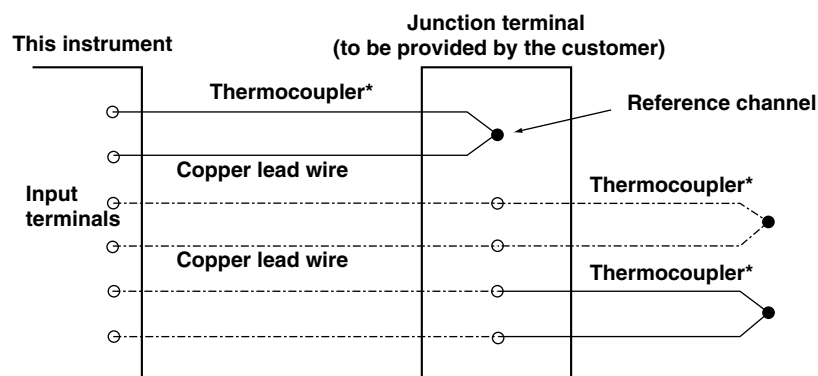 This instrument
Junction terminal
(to be provided by the customer)
Thermocoupler*
Reference channel
Copper lead wire
Thermocoupler*
Input
terminals
Copper lead wire
Thermocoupler*